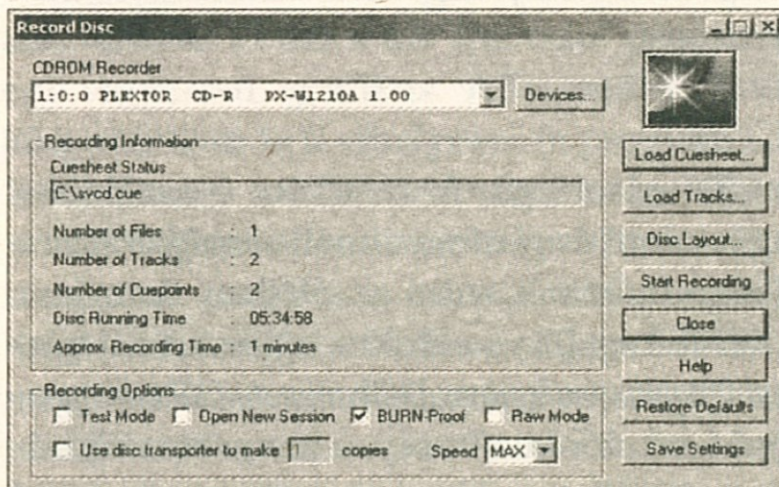 Record Disc
CDROM Recorder
1:0:0 PLEXTOR CD-R PX-W1210A 1.00
Devices...
Recording Information
Cuesheet Status
C:\svcd.cue
Number of Files : 1
Number of Tracks : 2
Number of Cuepoints : 2
Disc Running Time : 05:34:58
Approx. Recording Time : 1 minutes
Recording Options
Test Mode Open New Session BURN-Proof Raw Mode
Use disc transporter to make 1 copies Speed MAX
Load Cuesheet...
Load Tracks...
Disc Layout...
Start Recording
Close
Help
Restore Defaults
Save Settings